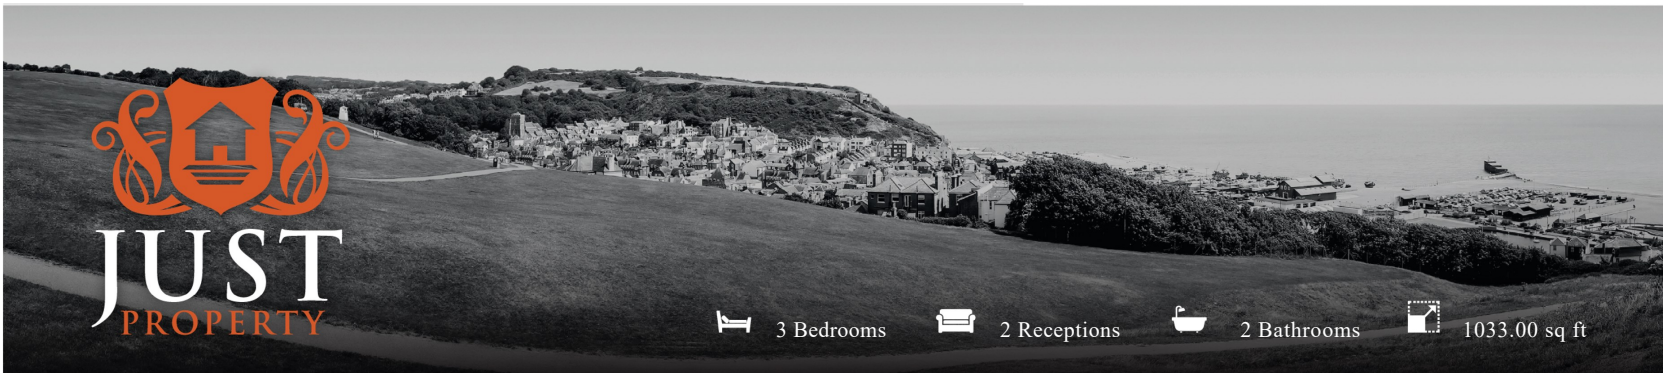 JUST
PROPERTY
3 Bedrooms 2 Receptions 2 Bathrooms 1033.00 sq ft